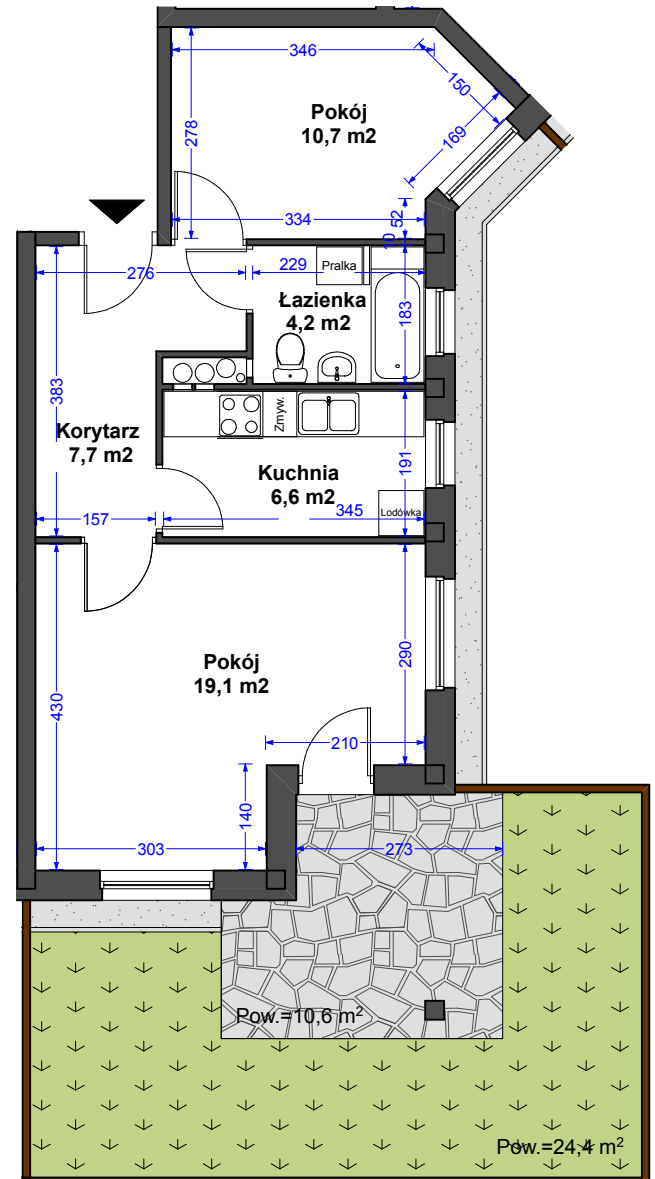 346
150
Pokój
10,7 m2
278
169
334
52
10
276
229
Pralka
Łazienka
4,2 m2
183
383
Zmyw.
Korytarz
7,7 m2
Kuchnia
6,6 m2
191
157
345
Lodówka
Pokój
19,1 m2
290
430
210
140
303
273
Pow.=10,6 m²
Pow.=24,4 m²